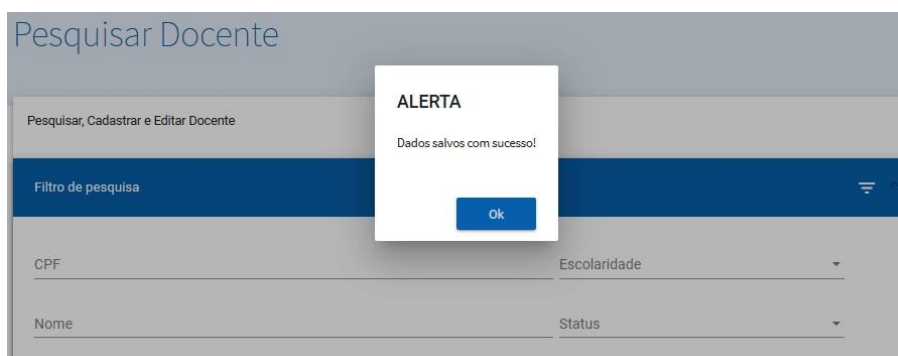 Pesquisar Docente
ALERTA
Pesquisar, Cadastrar e Editar Docente
Dados salvos com sucesso!
Filtro de pesquisa
Ok
CPF
Escolaridade
Nome
Status